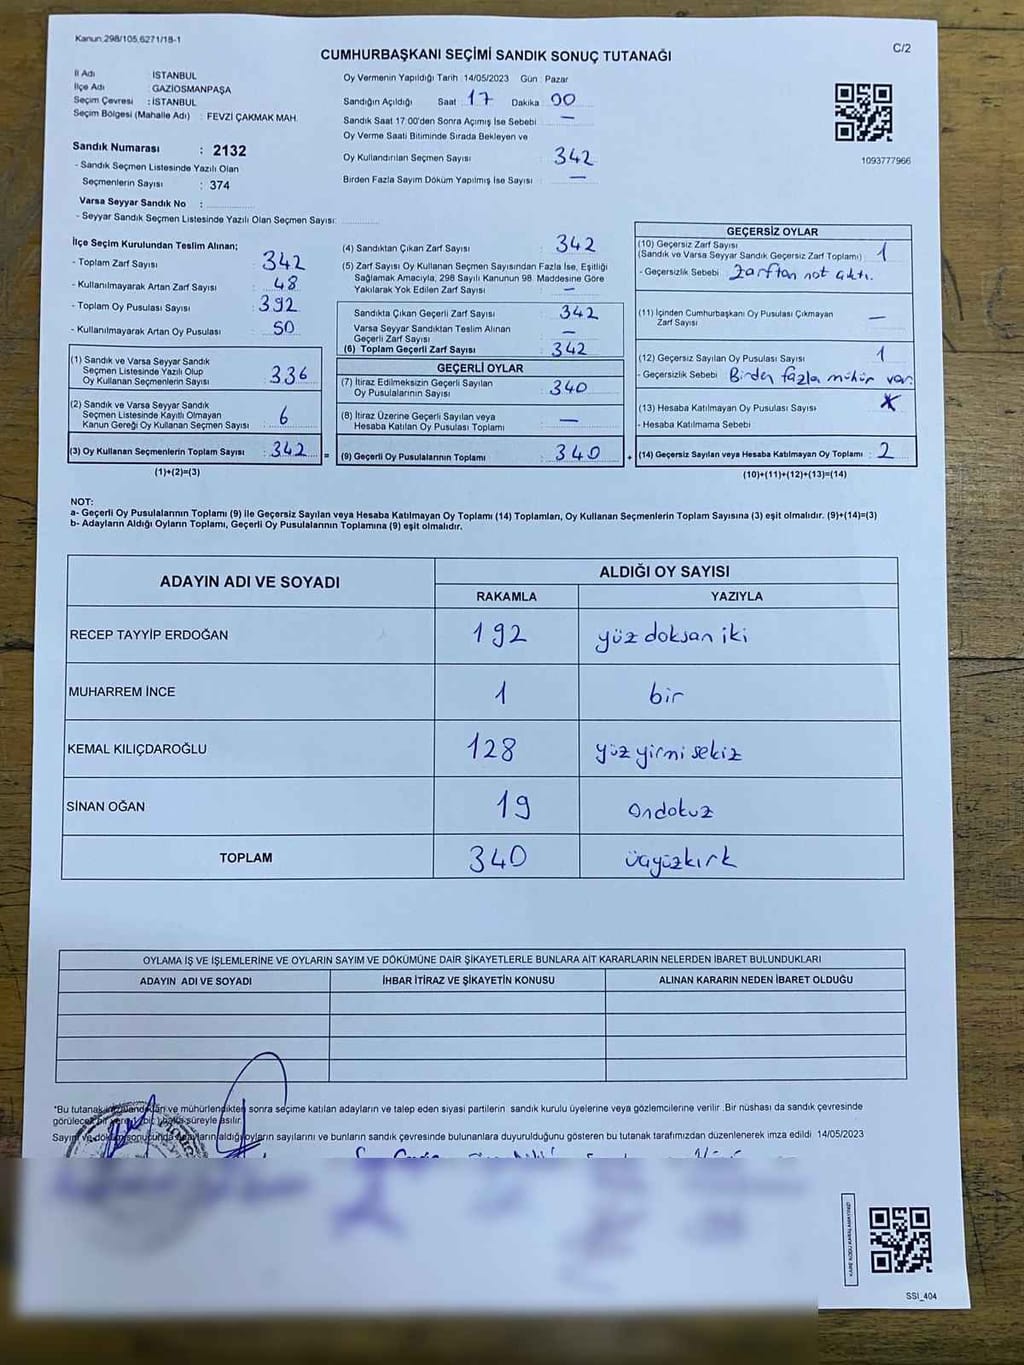 Kanun:298/105,6271/18-1
C/2
CUMHURBAŞKANI SEÇİMİ SANDIK SONUÇ TUTANAĞI
İl Adı : İSTANBUL
İlçe Adı : GAZİOSMANPAŞA
Seçim Çevresi : İSTANBUL
Seçim Bölgesi (Mahalle Adı) : FEVZİ ÇAKMAK MAH.
Sandık Numarası : 2132
- Sandık Seçmen Listesinde Yazılı Olan
Seçmenlerin Sayısı : 374
Varsa Seyyar Sandık No :
- Seyyar Sandık Seçmen Listesinde Yazılı Olan Seçmen Sayısı:
Oy Vermenin Yapıldığı Tarih :14/05/2023 Gün : Pazar
Sandığın Açıldığı Saat 17 Dakika 00
Sandık Saat 17:00'den Sonra Açımış İse Sebebi : —
Oy Verme Saati Bitiminde Sırada Bekleyen ve
Oy Kullandırılan Seçmen Sayısı : 342
Birden Fazla Sayım Döküm Yapılmış İse Sayısı : —
1093777966
İlçe Seçim Kurulundan Teslim Alınan;
- Toplam Zarf Sayısı : 342
- Kullanılmayarak Artan Zarf Sayısı : 48
- Toplam Oy Pusulası Sayısı : 392
- Kullanılmayarak Artan Oy Pusulası : 50
(1) Sandık ve Varsa Seyyar Sandık
Seçmen Listesinde Yazılı Olup
Oy Kullanan Seçmenlerin Sayısı : 336
(2) Sandık ve Varsa Seyyar Sandık
Seçmen Listesinde Kayıtlı Olmayan
Kanun Gereği Oy Kullanan Seçmen Sayısı : 6
(3) Oy Kullanan Seçmenlerin Toplam Sayısı : 342 =
(1)+(2)=(3)
(4) Sandıktan Çıkan Zarf Sayısı : 342
(5) Zarf Sayısı Oy Kullanan Seçmen Sayısından Fazla İse, Eşitliği
Sağlamak Amacıyla, 298 Sayılı Kanunun 98. Maddesine Göre
Yakılarak Yok Edilen Zarf Sayısı : —
Sandıkta Çıkan Geçerli Zarf Sayısı : 342
Varsa Seyyar Sandıktan Teslim Alınan
Geçerli Zarf Sayısı : —
(6) Toplam Geçerli Zarf Sayısı : 342
GEÇERLİ OYLAR
(7) İtiraz Edilmeksizin Geçerli Sayılan
Oy Pusulalarının Sayısı : 340
(8) İtiraz Üzerine Geçerli Sayılan veya
Hesaba Katılan Oy Pusulası Toplamı : —
(9) Geçerli Oy Pusulalarının Toplamı : 340 +
GEÇERSİZ OYLAR
(10) Geçersiz Zarf Sayısı
(Sandık ve Varsa Seyyar Sandık Geçersiz Zarf Toplamı) : 1
- Geçersizlik Sebebi : Zarftan not çıktı.
(11) İçinden Cumhurbaşkanı Oy Pusulası Çıkmayan
Zarf Sayısı : —
(12) Geçersiz Sayılan Oy Pusulası Sayısı : 1
- Geçersizlik Sebebi : Birden fazla mühür var.
(13) Hesaba Katılmayan Oy Pusulası Sayısı :
- Hesaba Katılmama Sebebi
(14) Geçersiz Sayılan veya Hesaba Katılmayan Oy Toplamı : 2
(10)+(11)+(12)+(13)=(14)
NOT:
a- Geçerli Oy Pusulalarının Toplamı (9) ile Geçersiz Sayılan veya Hesaba Katılmayan Oy Toplamı (14) Toplamları, Oy Kullanan Seçmenlerin Toplam Sayısına (3) eşit olmalıdır. (9)+(14)=(3)
b- Adayların Aldığı Oyların Toplamı, Geçerli Oy Pusulalarının Toplamına (9) eşit olmalıdır.
ADAYIN ADI VE SOYADI
ALDIĞI OY SAYISI
RAKAMLA YAZIYLA
RECEP TAYYİP ERDOĞAN 192 yüz doksan iki
MUHARREM İNCE 1 bir
KEMAL KILIÇDAROĞLU 128 yüz yirmi sekiz
SİNAN OĞAN 19 ondokuz
TOPLAM 340 üçyüzkırk
OYLAMA İŞ VE İŞLEMLERİNE VE OYLARIN SAYIM VE DÖKÜMÜNE DAİR ŞİKAYETLERLE BUNLARA AİT KARARLARIN NELERDEN İBARET BULUNDUKLARI
ADAYIN ADI VE SOYADI İHBAR İTİRAZ VE ŞİKAYETİN KONUSU ALINAN KARARIN NEDEN İBARET OLDUĞU
*Bu tutanak ve mühürlendikten sonra seçime katılan adayların ve talep eden siyasi partilerin sandık kurulu üyelerine veya gözlemcilerine verilir .Bir nüshası da sandık çevresinde
görülecek süreyle asılır.
Sayım ve döküm sonucunda adayların aldığı oyların sayılarını ve bunların sandık çevresinde bulunanlara duyurulduğunu gösteren bu tutanak tarafımızdan düzenlenerek imza edildi 14/05/2023
SSİ_404